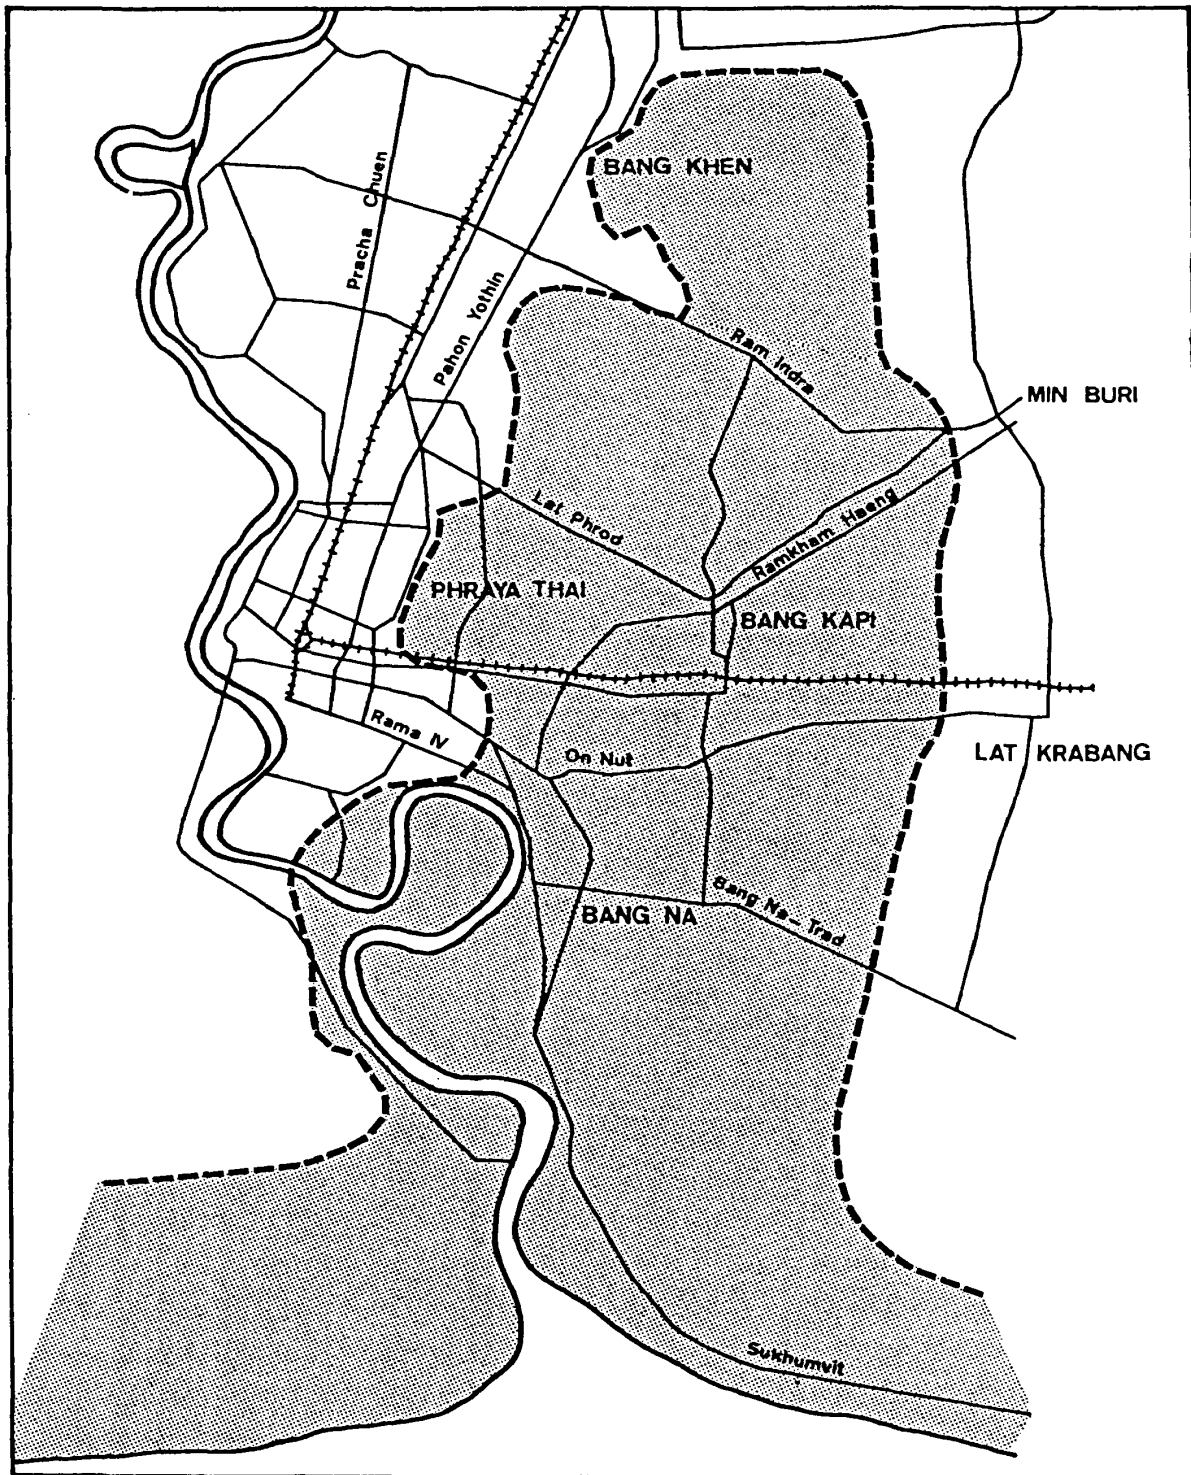 BANG KHEN
Pracha Chuen
Pahon Yothin
Ram Indra
MIN BURI
Lat Phrod
Ramkham Haeng
PHRAYA THAI
BANG KAPI
Rama IV
On Nut
LAT KRABANG
Bang Na - Trad
BANG NA
Sukhumvit